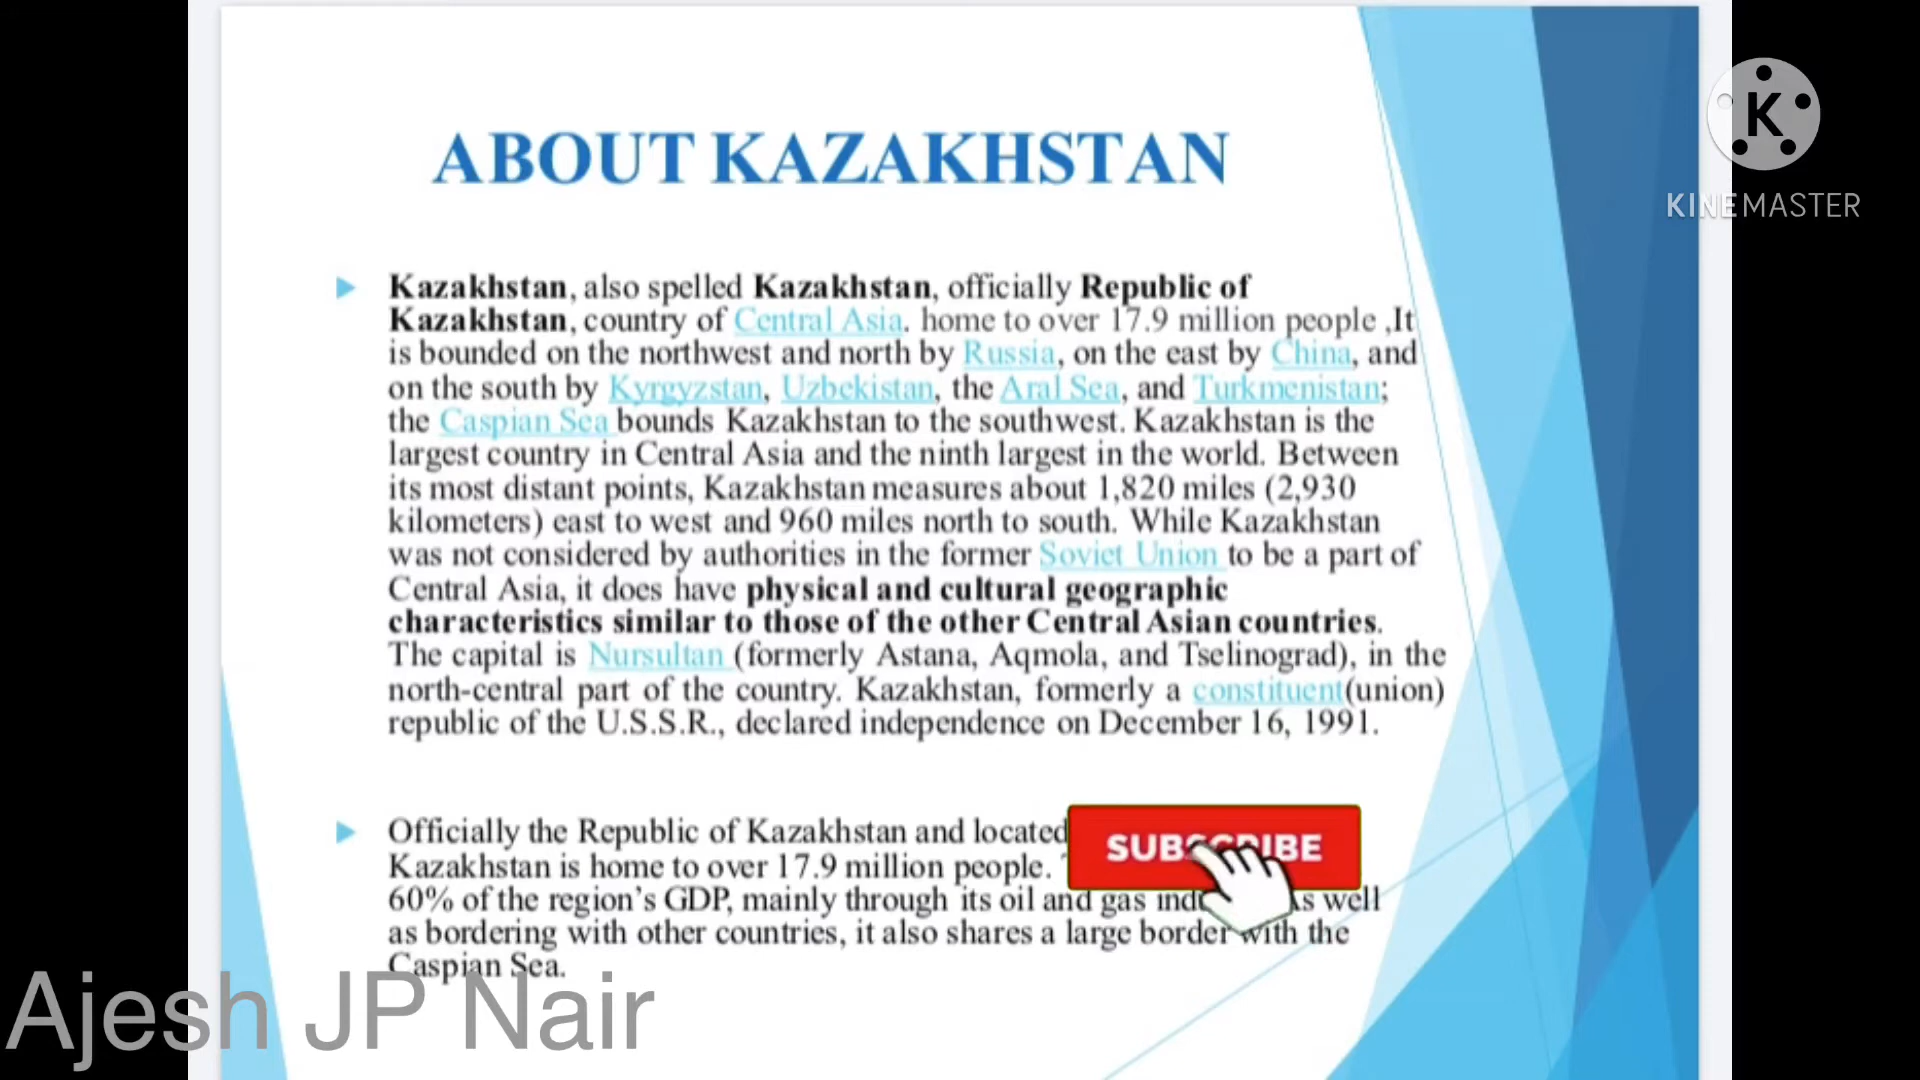 ABOUT KAZAKHSTAN
K
KINEMASTER
Kazakhstan, also spelled Kazakhstan, officially Republic of
Kazakhstan, country of Central Asia. home to over 17.9 million people ,It
is bounded on the northwest and north by Russia, on the east by China, and
on the south by Kyrgyzstan, Uzbekistan, the Aral Sea, and Turkmenistan;
the Caspian Sea bounds Kazakhstan to the southwest. Kazakhstan is the
largest country in Central Asia and the ninth largest in the world. Between
its most distant points, Kazakhstan measures about 1,820 miles (2,930
kilometers) east to west and 960 miles north to south. While Kazakhstan
was not considered by authorities in the former Soviet Union to be a part of
Central Asia, it does have physical and cultural geographic
characteristics similar to those of the other Central Asian countries.
The capital is Nursultan (formerly Astana, Aqmola, and Tselinograd), in the
north-central part of the country. Kazakhstan, formerly a constituent(union)
republic of the U.S.S.R., declared independence on December 16, 1991.
Officially the Republic of Kazakhstan and located
SUBSCRIBE
Kazakhstan is home to over 17.9 million people.
60% of the region's GDP, mainly through its oil and gas well
as bordering with other countries, it also shares a large border with the
Caspian Sea.
Ajesh JP Nair